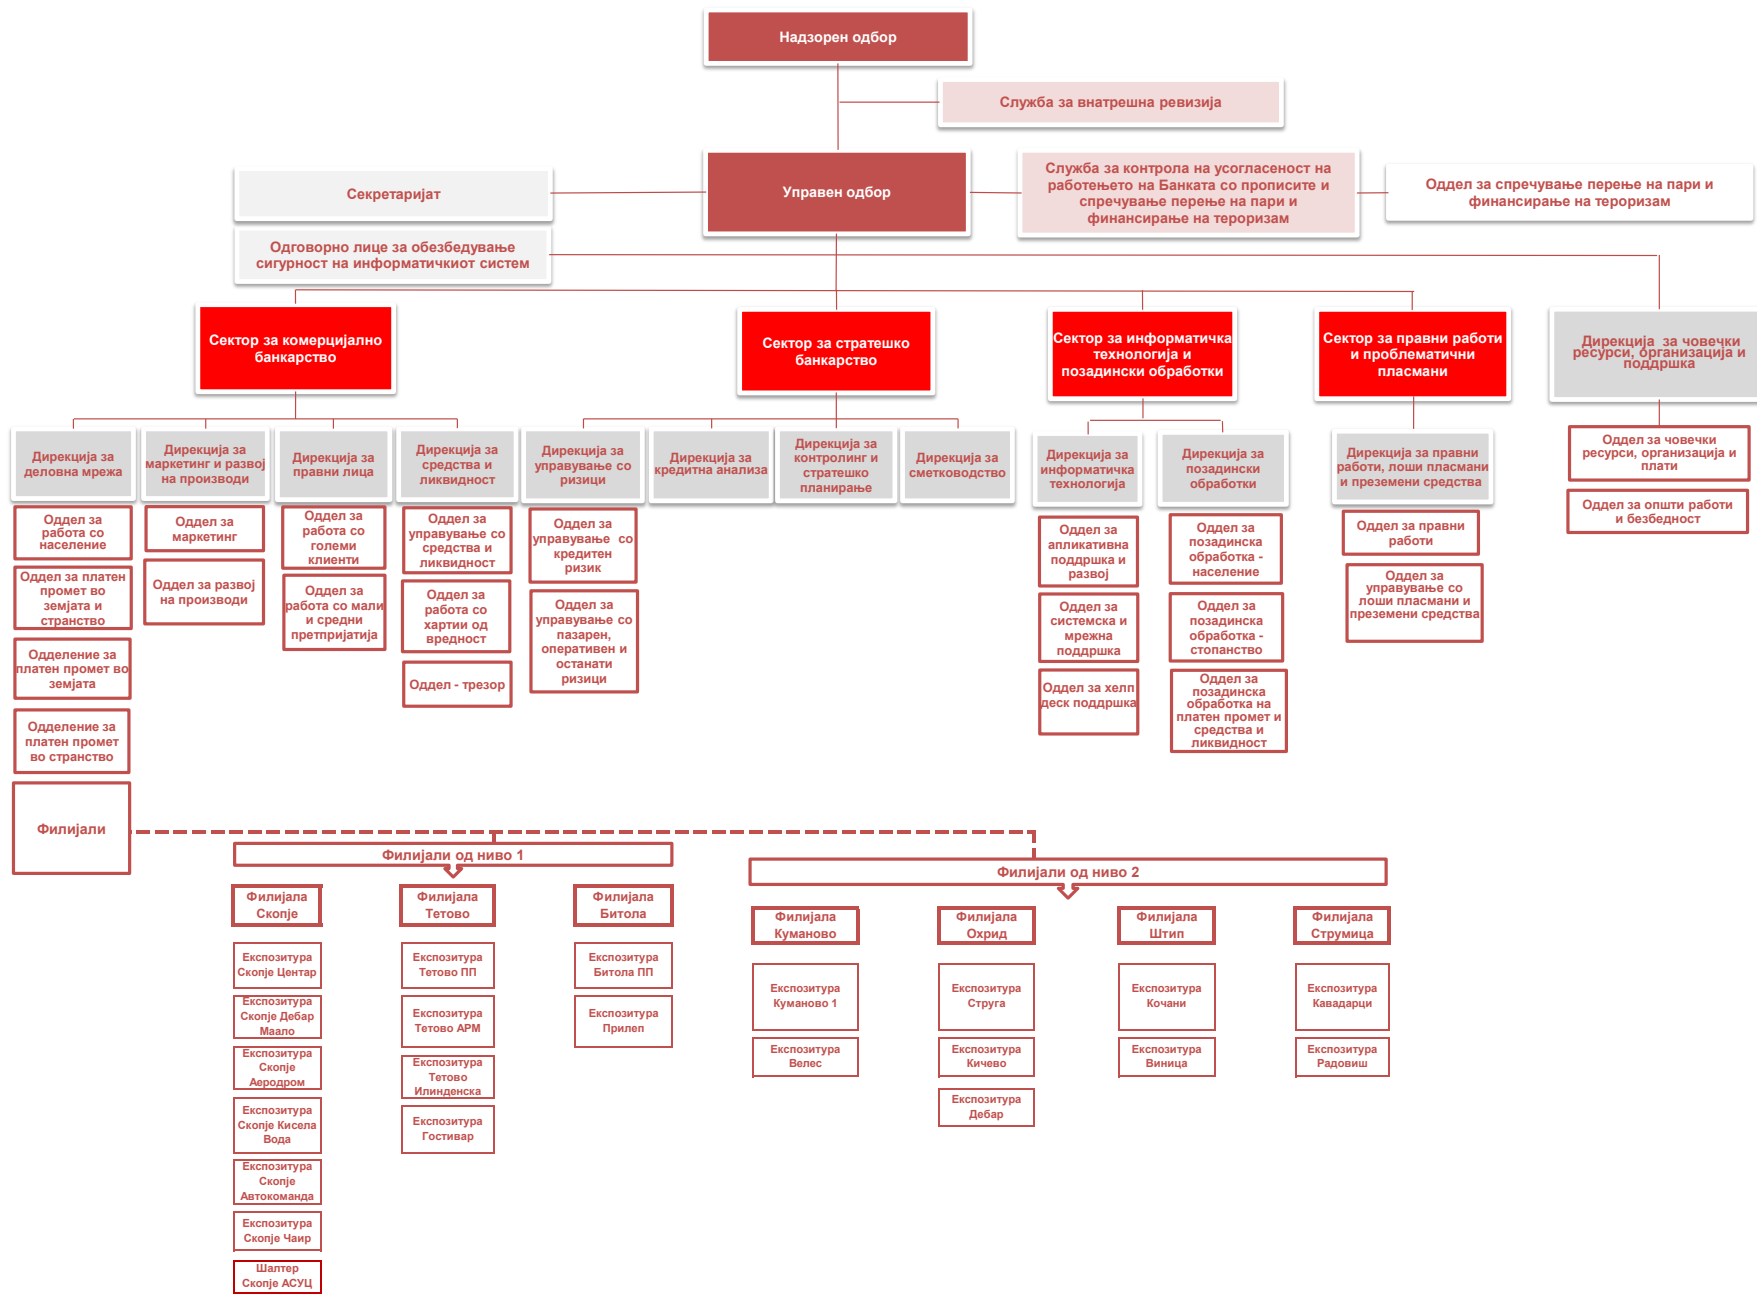 Надзорен одбор
Служба за внатрешна ревизија
Секретаријат
Управен одбор
Служба за контрола на усогласеност на
работењето на Банката со прописите и
спречување перење на пари и
финансирање на тероризам
Оддел за спречување перење на пари и
финансирање на тероризам
Одговорно лице за обезбедување
сигурност на информатичкиот систем
Сектор за комерцијално
банкарство
Сектор за стратешко
банкарство
Сектор за информатичка
технологија и
позадински обработки
Сектор за правни работи
и проблематични
пласмани
Дирекција за човечки
ресурси, организација и
поддршка
Дирекција за
деловна мрежа
Дирекција за
маркетинг и развој
на производи
Дирекција за
правни лица
Дирекција за
средства и
ликвидност
Дирекција за
управување со
ризици
Дирекција за
кредитна анализа
Дирекција за
контролинг и
стратешко
планирање
Дирекција за
сметководство
Дирекција за
информатичка
технологија
Дирекција за
позадински
обработки
Дирекција за правни
работи, лоши пласмани
и преземени средства
Оддел за човечки
ресурси, организација и
плати
Оддел за општи работи
и безбедност
Оддел за
работа со
население
Оддел за платен
промет во
земјата и
странство
Одделение за
платен промет во
земјата
Одделение за
платен промет
во странство
Филијали
Оддел за
маркетинг
Оддел за развој
на производи
Оддел за
работа со
големи
клиенти
Оддел за
работа со мали
и средни
претпријатија
Оддел за
управување со
средства и
ликвидност
Оддел за
работа со
хартии од
вредност
Оддел - трезор
Оддел за
управување со
кредитен
ризик
Оддел за
управување со
пазарен,
оперативен и
останати
ризици
Оддел за
апликативна
поддршка и
развој
Оддел за
системска и
мрежна
поддршка
Оддел за хелп
деск поддршка
Оддел за
позадинска
обработка -
население
Оддел за
позадинска
обработка -
стопанство
Оддел за
позадинска
обработка на
платен промет и
средства и
ликвидност
Оддел за правни
работи
Оддел за
управување со
лоши пласмани и
преземени средства
Филијали од ниво 1
Филијали од ниво 2
Филијала
Скопје
Експозитура
Скопје Центар
Експозитура
Скопје Дебар
Маало
Експозитура
Скопје
Аеродром
Експозитура
Скопје Кисела
Вода
Експозитура
Скопје
Автокоманда
Експозитура
Скопје Чаир
Шалтер
Скопје АСУЦ
Филијала
Тетово
Експозитура
Тетово ПП
Експозитура
Тетово АРМ
Експозитура
Тетово
Илинденска
Експозитура
Гостивар
Филијала
Битола
Експозитура
Битола ПП
Експозитура
Прилеп
Филијала
Куманово
Експозитура
Куманово 1
Експозитура
Велес
Филијала
Охрид
Експозитура
Струга
Експозитура
Кичево
Експозитура
Дебар
Филијала
Штип
Експозитура
Кочани
Експозитура
Виница
Филијала
Струмица
Експозитура
Кавадарци
Експозитура
Радовиш